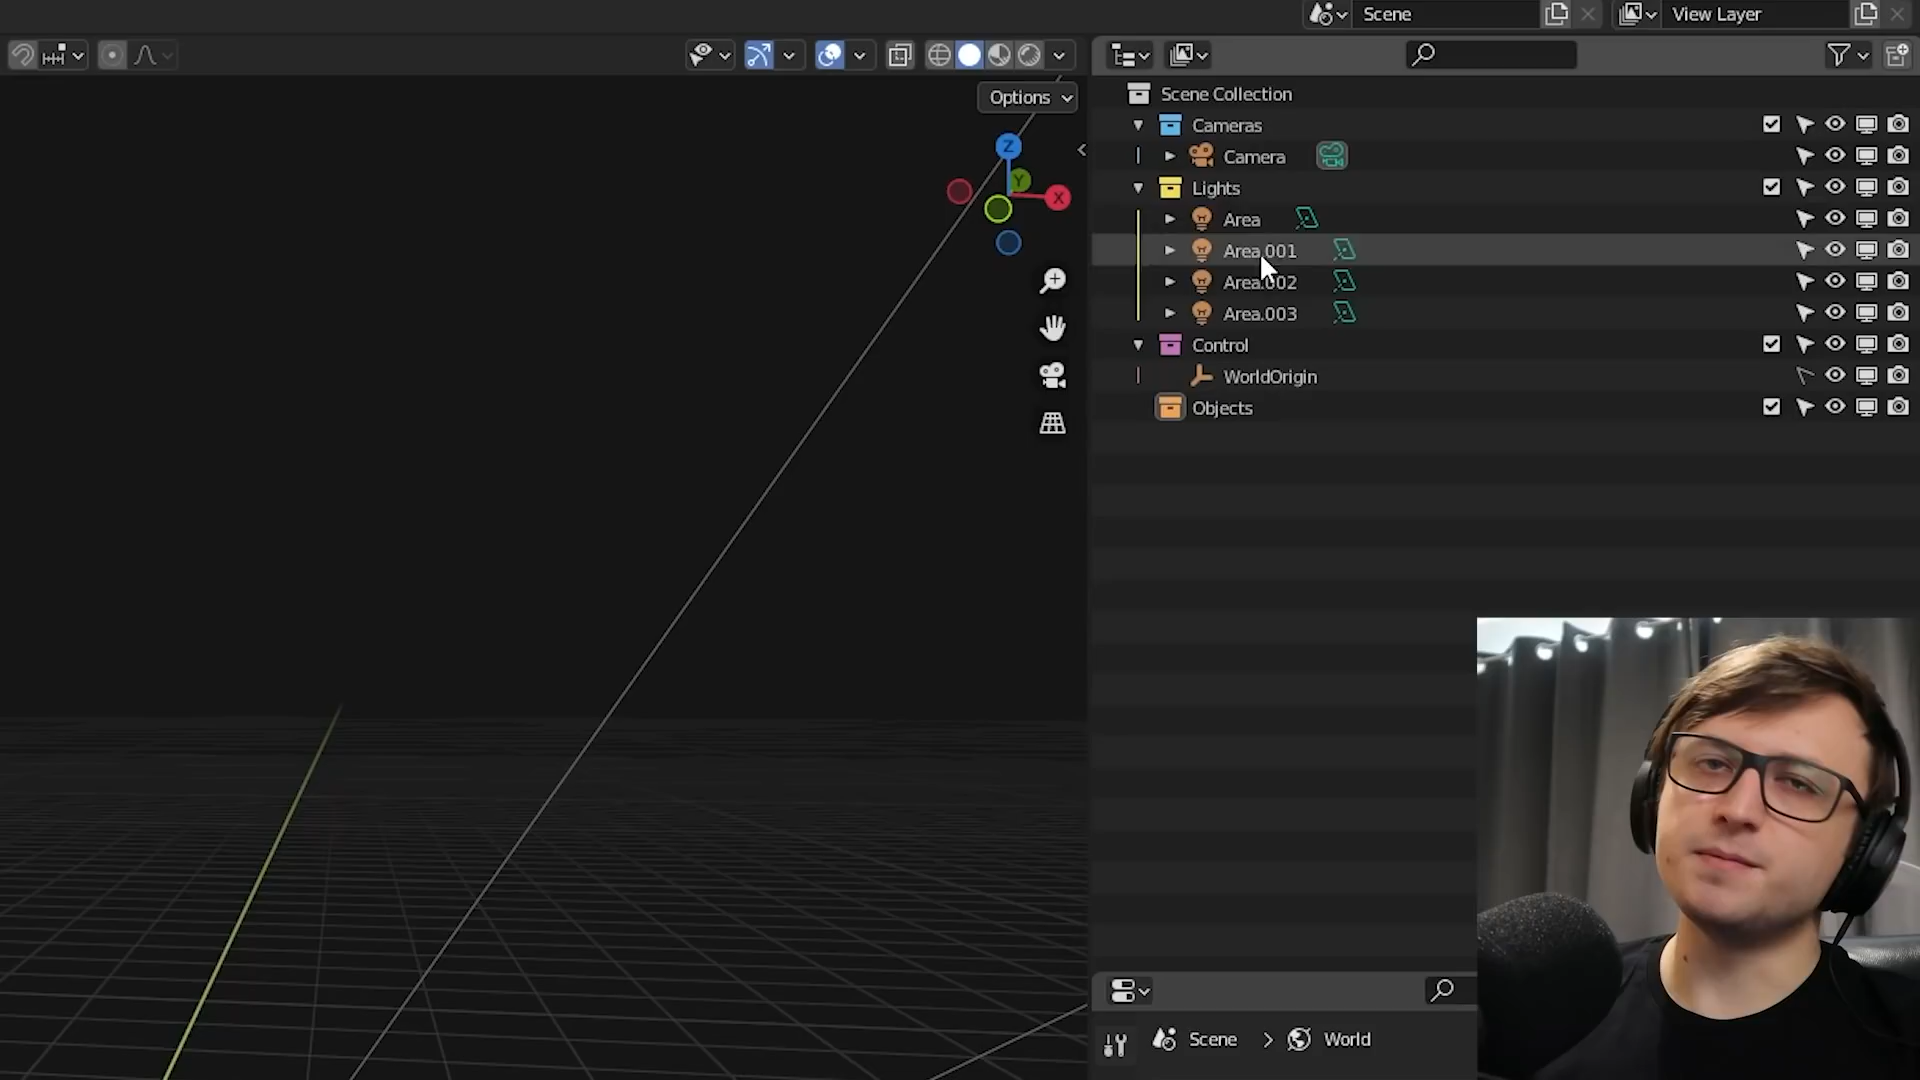 Scene
View Layer
Options
Z
Y
X
Scene Collection
Cameras
Camera
Lights
Area
Area.001
Area.002
Area.003
Control
WorldOrigin
Objects
Scene > World